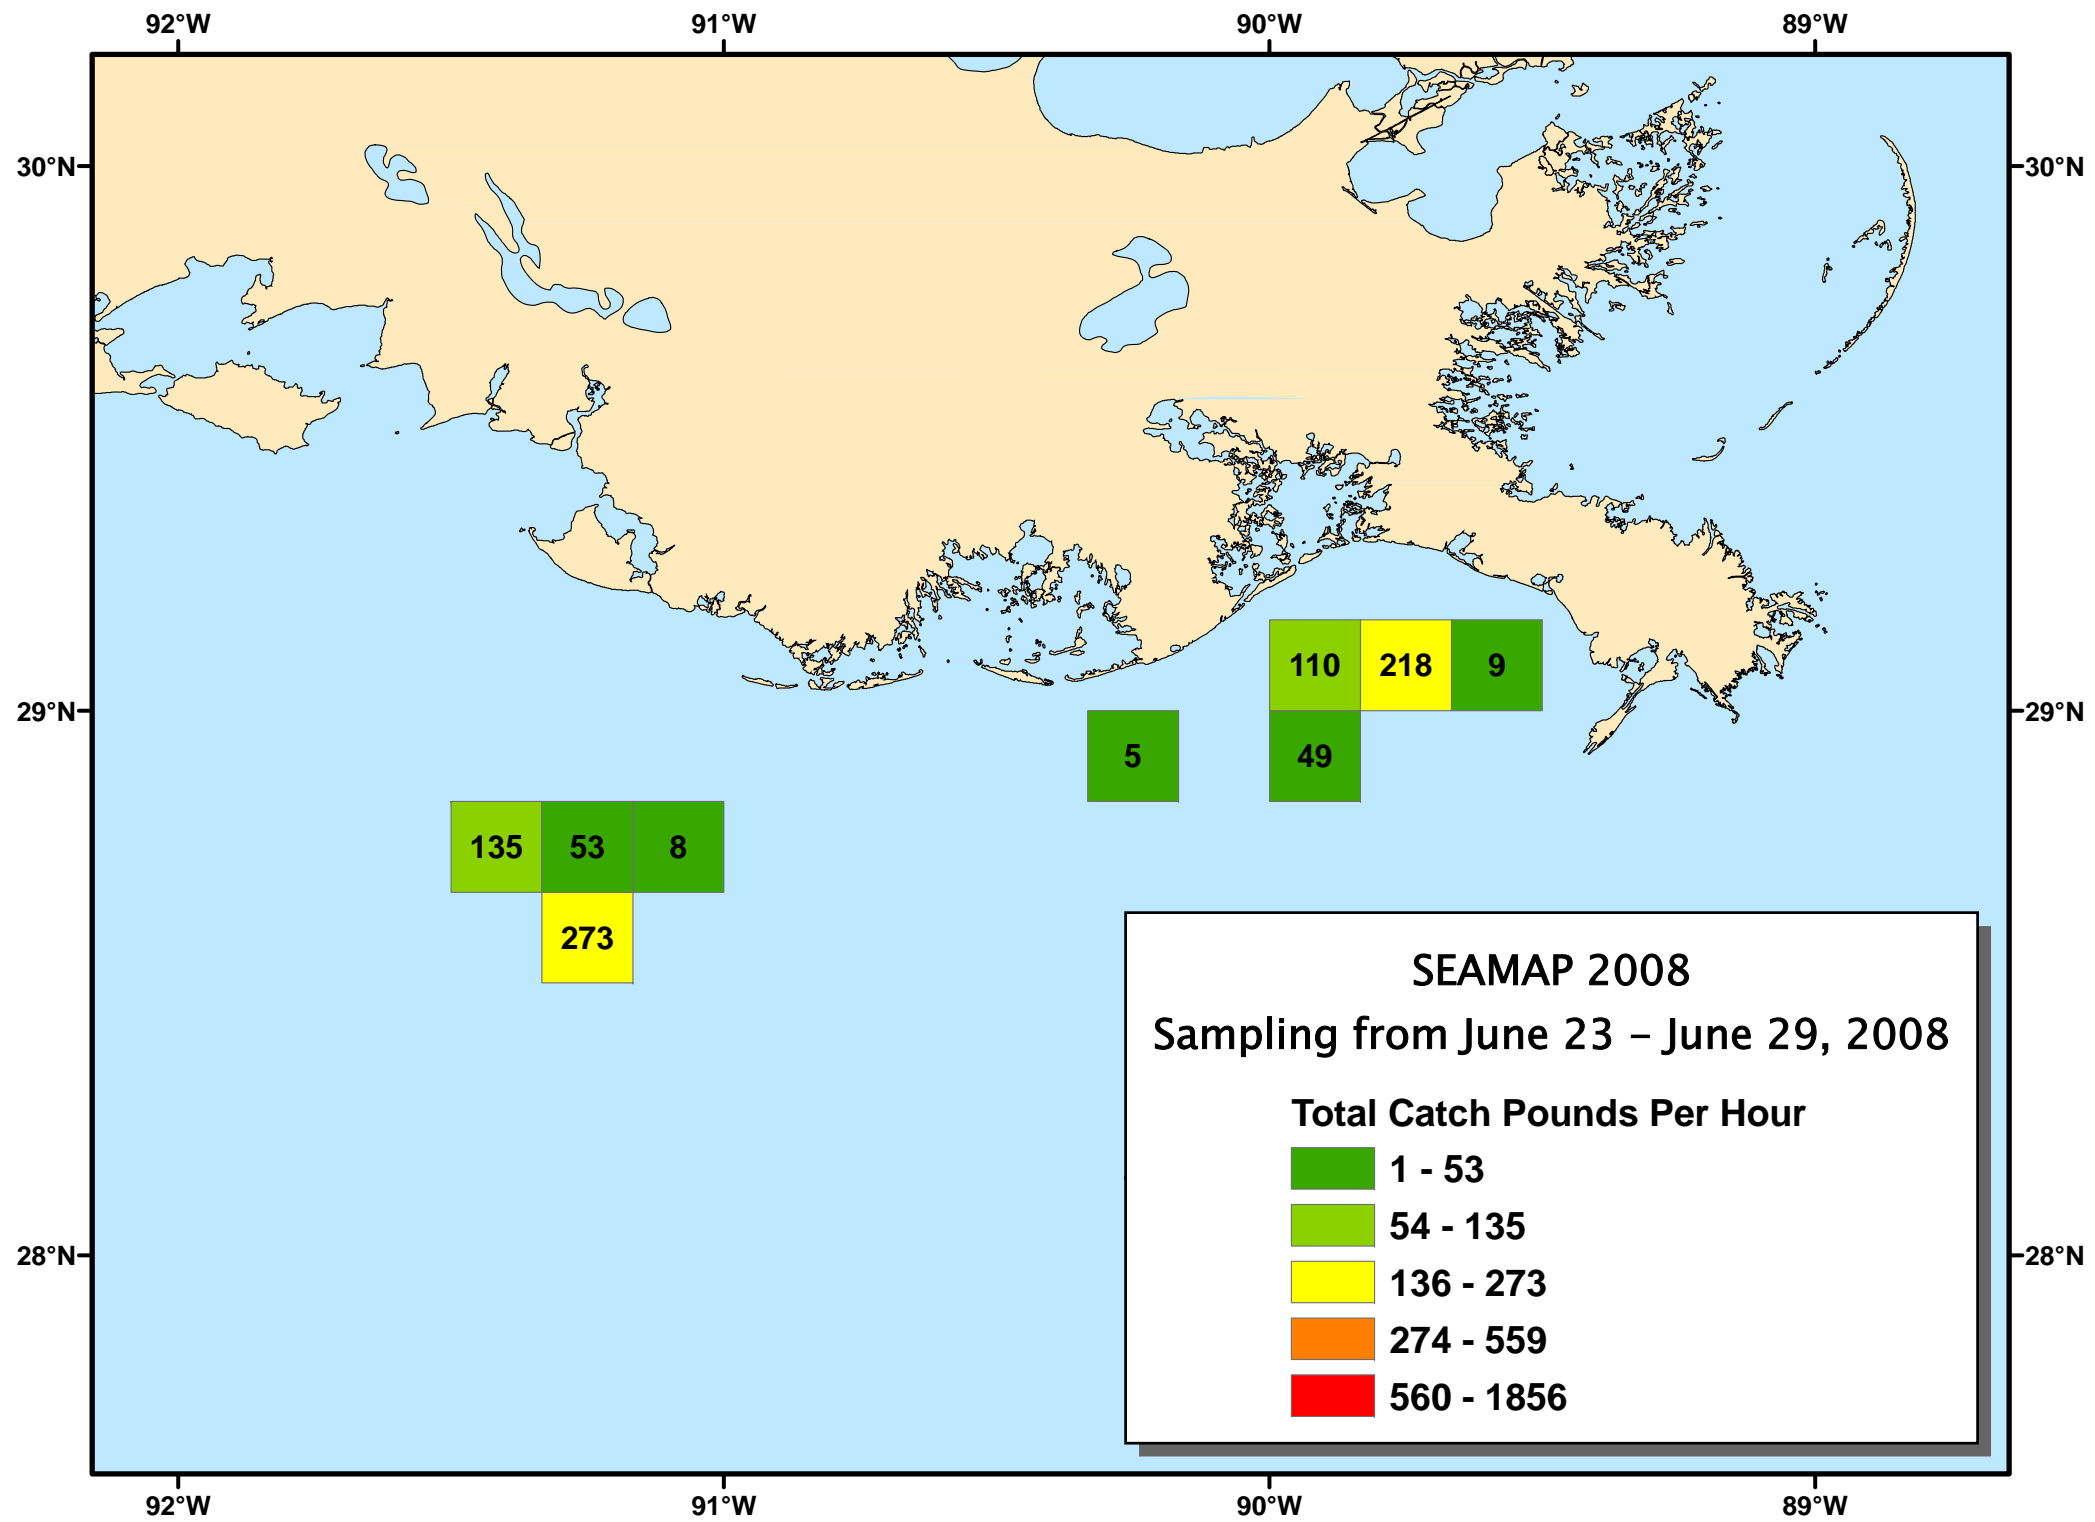 92°W 91°W 90°W 89°W
30°N 30°N
29°N 29°N
110 218 9
5 49
135 53 8
273
SEAMAP 2008
Sampling from June 23 – June 29, 2008
Total Catch Pounds Per Hour
1 - 53
54 - 135
136 - 273
274 - 559
560 - 1856
28°N 28°N
92°W 91°W 90°W 89°W